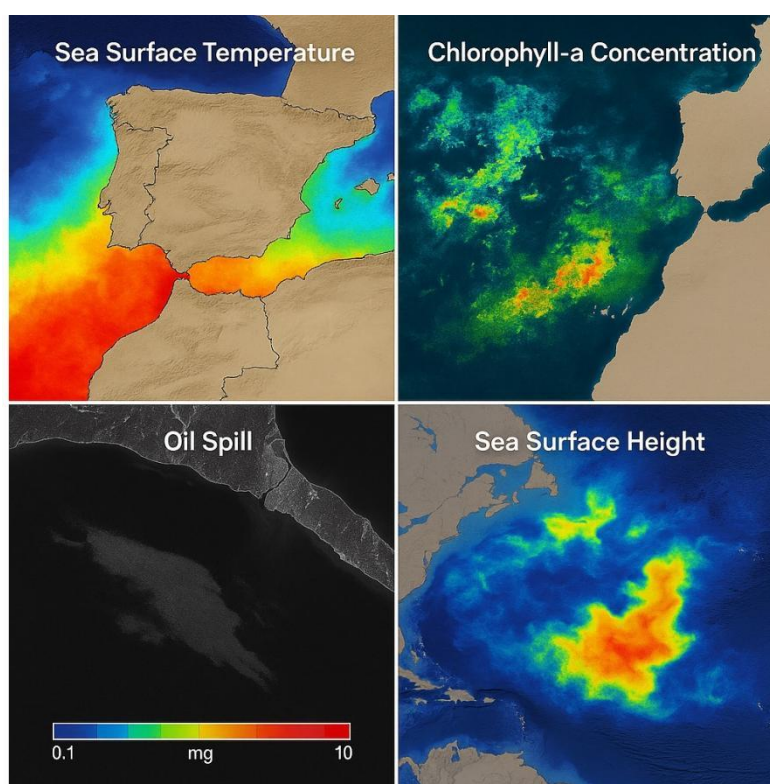 Sea Surface Temperature
Chlorophyll-a Concentration
Oil Spill
Sea Surface Height
0.1 mg 10